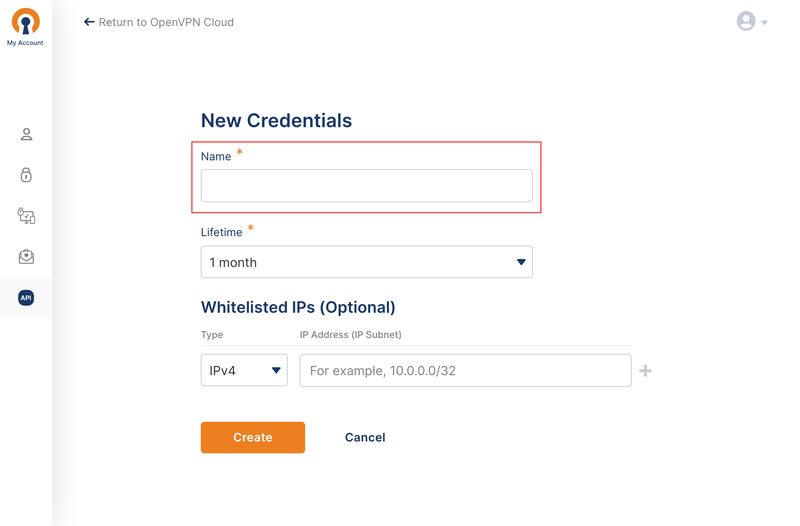 My Account
Return to OpenVPN Cloud
New Credentials
Name *
Lifetime *
1 month
Whitelisted IPs (Optional)
Type IP Address (IP Subnet)
IPv4 For example, 10.0.0.0/32 +
API
Create Cancel